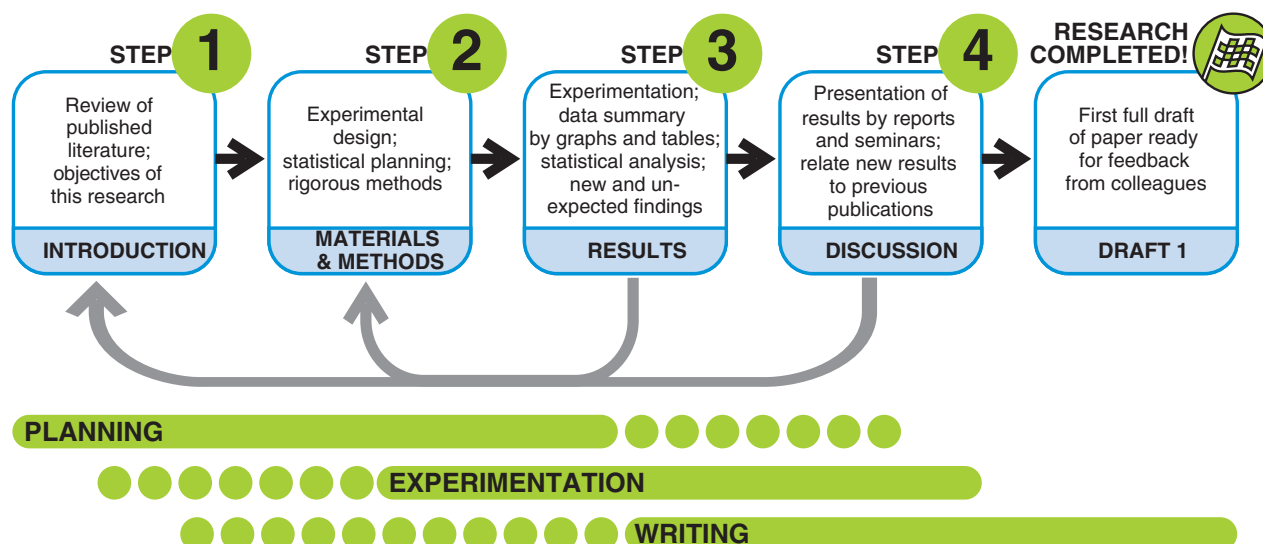 STEP 1
Review of
published
literature;
objectives of
this research
INTRODUCTION
STEP 2
Experimental
design;
statistical planning;
rigorous methods
MATERIALS
& METHODS
STEP 3
Experimentation;
data summary
by graphs and tables;
statistical analysis;
new and un-
expected findings
RESULTS
STEP 4
Presentation of
results by reports
and seminars;
relate new results
to previous
publications
DISCUSSION
RESEARCH
COMPLETED!
First full draft
of paper ready
for feedback
from colleagues
DRAFT 1
PLANNING
EXPERIMENTATION
WRITING